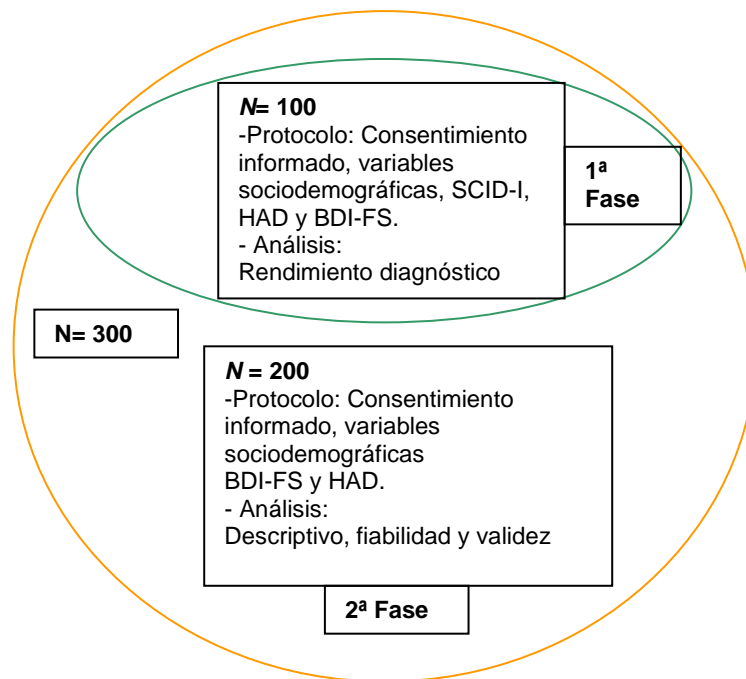 N= 100
-Protocolo: Consentimiento
informado, variables
sociodemográficas, SCID-I,
HAD y BDI-FS.
- Análisis:
Rendimiento diagnóstico
1ª
Fase
N= 300
N = 200
-Protocolo: Consentimiento
informado, variables
sociodemográficas
BDI-FS y HAD.
- Análisis:
Descriptivo, fiabilidad y validez
2ª Fase